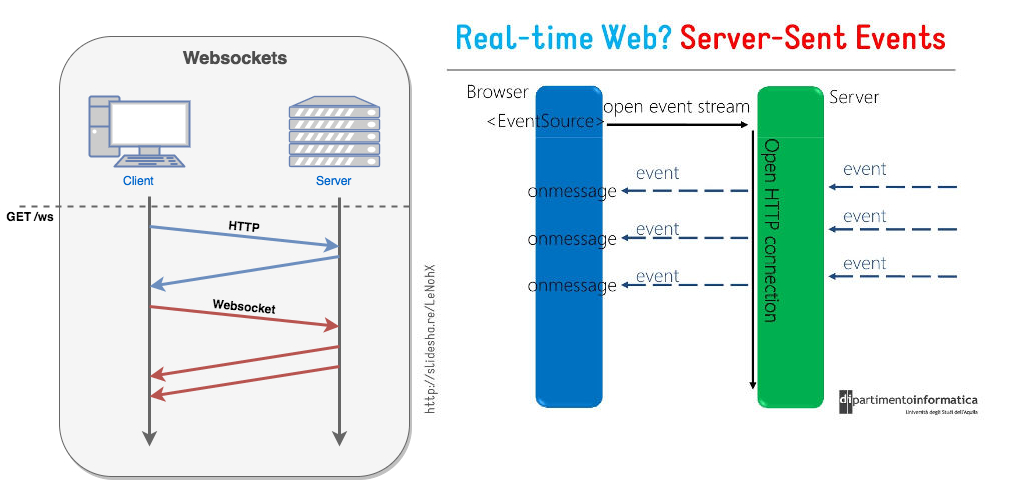 Websockets
Client
Server
GET /ws
HTTP
Websocket
http://slidesha.re/LeNohX
Real-time Web? Server-Sent Events
Browser
<EventSource>
open event stream
Server
Open HTTP connection
event
event
onmessage
event
event
onmessage
event
event
onmessage
dipartimentoinformatica
Università degli Studi dell'Aquila